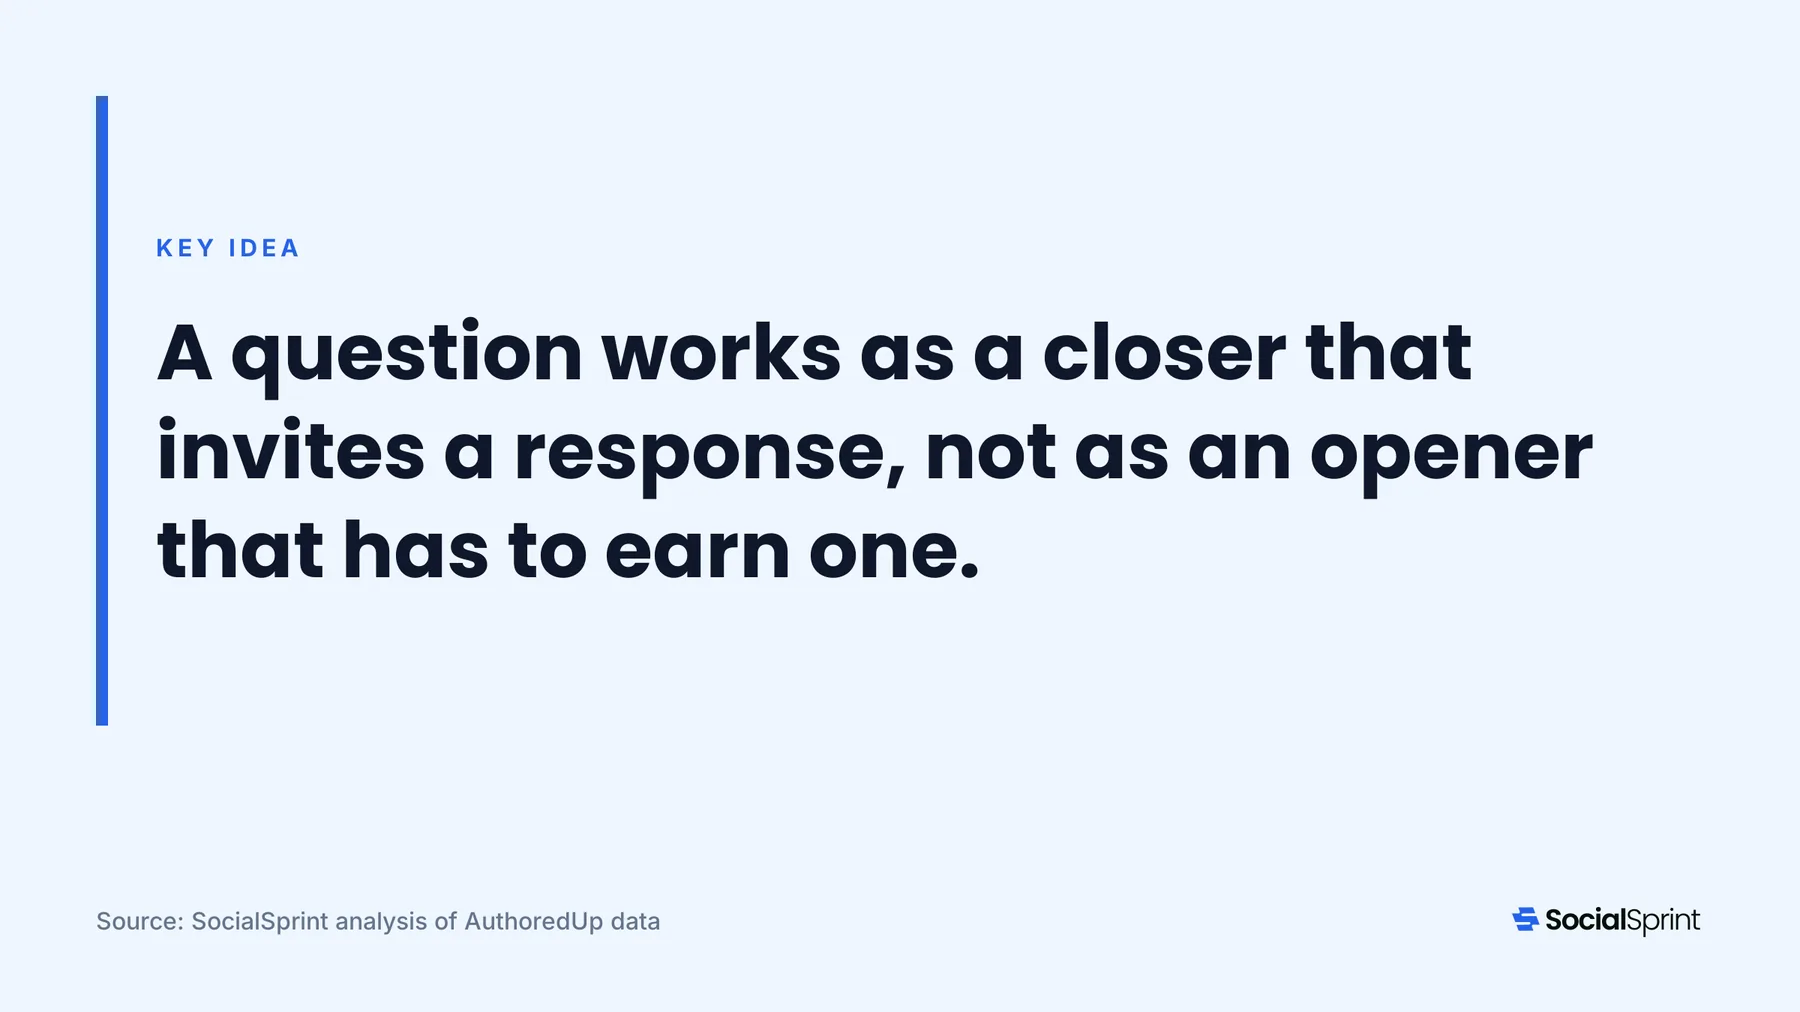 KEY IDEA
A question works as a closer that
invites a response, not as an opener
that has to earn one.
Source: SocialSprint analysis of AuthoredUp data
SocialSprint